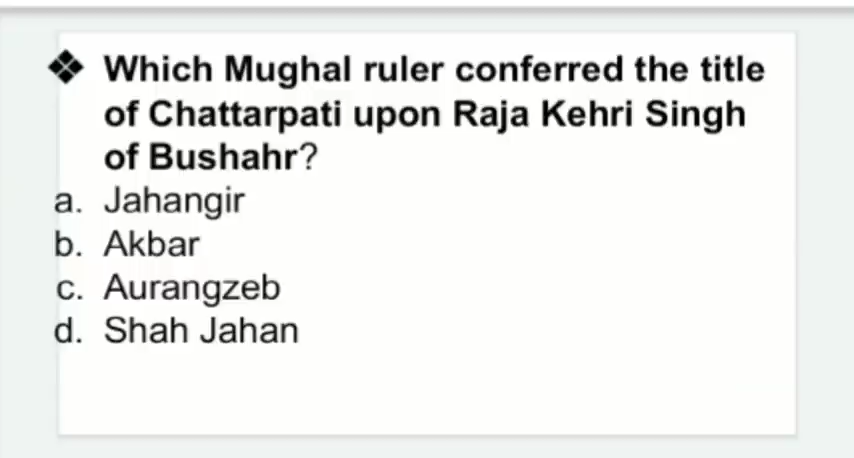 ❖ Which Mughal ruler conferred the title
of Chattarpati upon Raja Kehri Singh
of Bushahr?
a. Jahangir
b. Akbar
c. Aurangzeb
d. Shah Jahan